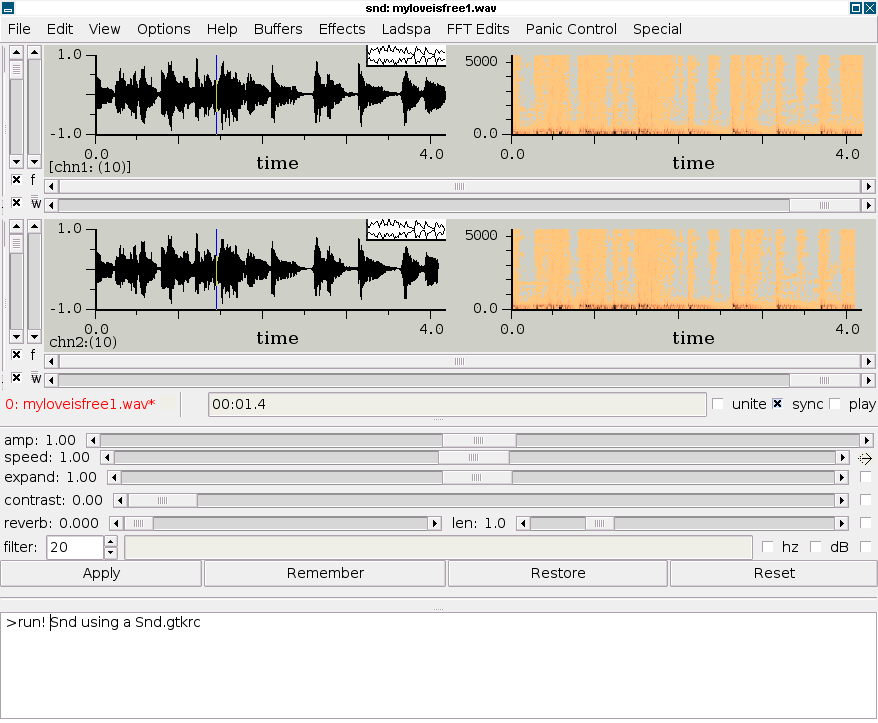 snd: myloveisfree1.wav
File Edit View Options Help Buffers Effects Ladspa FFT Edits Panic Control Special
1.0
-1.0
0.0 time 4.0
[chn1: (10)]
5000
0.0
0.0 time 4.0
f
w
1.0
-1.0
0.0 time 4.0
chn2:(10)
5000
0.0
0.0 time 4.0
f
w
0: myloveisfree1.wav* 00:01.4 unite sync play
amp: 1.00
speed: 1.00
expand: 1.00
contrast: 0.00
reverb: 0.000 len: 1.0
filter: 20 hz dB
Apply Remember Restore Reset
>run! Snd using a Snd.gtkrc